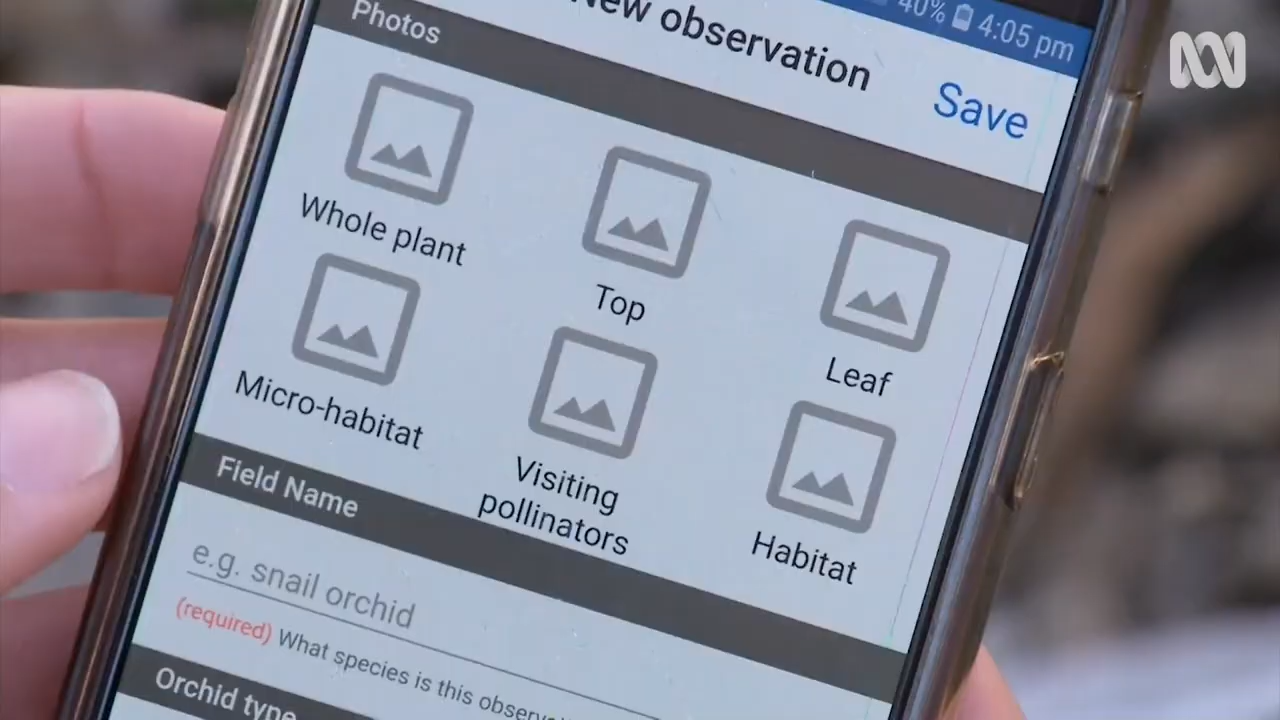 40% 4:05 pm
New observation
Save
Photos
Whole plant
Top
Leaf
Micro-habitat
Visiting
pollinators
Habitat
Field Name
e.g. snail orchid
(required) What species is this
Orchid type